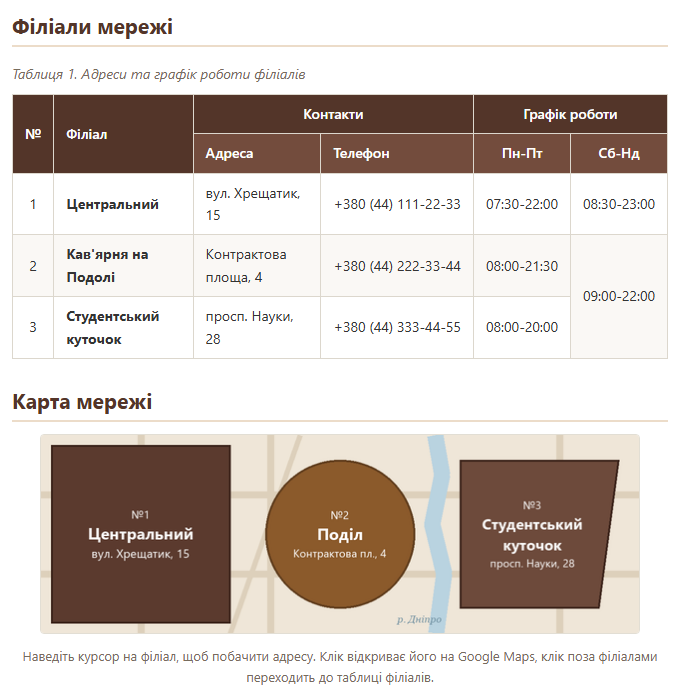 Філіали мережі
Таблиця 1. Адреси та графік роботи філіалів
№ Філіал Контакти Графік роботи
Адреса Телефон Пн-Пт Сб-Нд
1 Центральний вул. Хрещатик, 15 +380 (44) 111-22-33 07:30-22:00 08:30-23:00
2 Кав'ярня на Подолі Контрактова площа, 4 +380 (44) 222-33-44 08:00-21:30 09:00-22:00
3 Студентський куточок просп. Науки, 28 +380 (44) 333-44-55 08:00-20:00
Карта мережі
№1
Центральний
вул. Хрещатик, 15
№2
Поділ
Контрактова пл., 4
№3
Студентський
куточок
просп. Науки, 28
р. Дніпро
Наведіть курсор на філіал, щоб побачити адресу. Клік відкриває його на Google Maps, клік поза філіалами
переходить до таблиці філіалів.